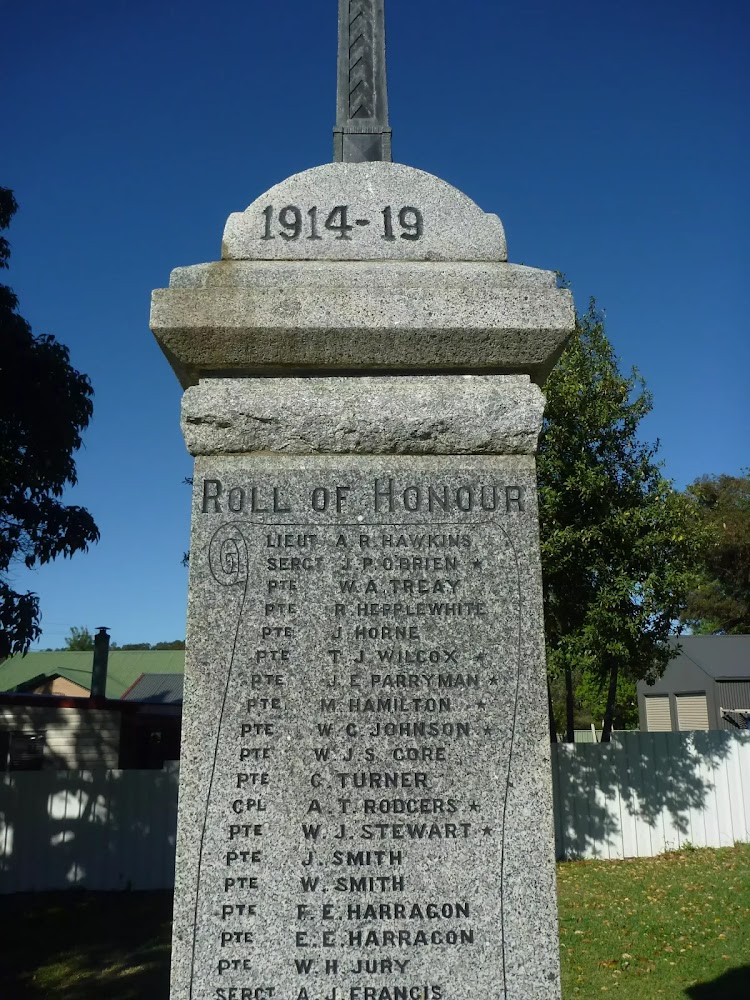 1914-19
ROLL OF HONOUR
LIEUT A. R. HAWKINS
SERGT J. P. O'BRIEN *
PTE W. A. TREAY
PTE R. HEPPLEWHITE
PTE J. HORNE
PTE T. J. WILCOX *
PTE J. E. PARRYMAN *
PTE M. HAMILTON *
PTE W. G. JOHNSON *
PTE W. J. S. GORE
PTE G. TURNER
CPL A. T. RODGERS *
PTE W. J. STEWART *
PTE J. SMITH
PTE W. SMITH
PTE F. E. HARRAGON
PTE E. E. HARRAGON
PTE W. H. JURY
SERGT A. J. FRANCIS